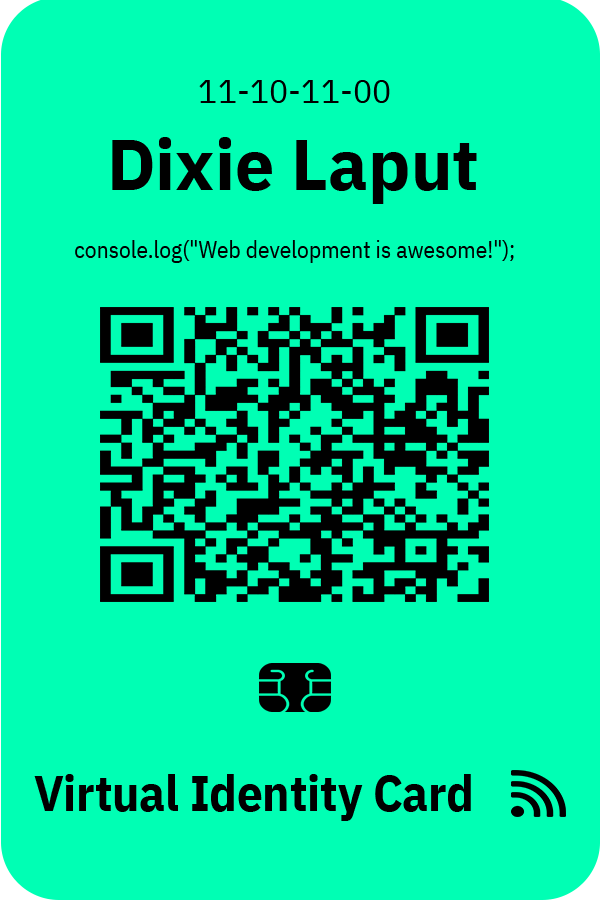 11-10-11-00
Dixie Laput
console.log("Web development is awesome!");
Virtual Identity Card